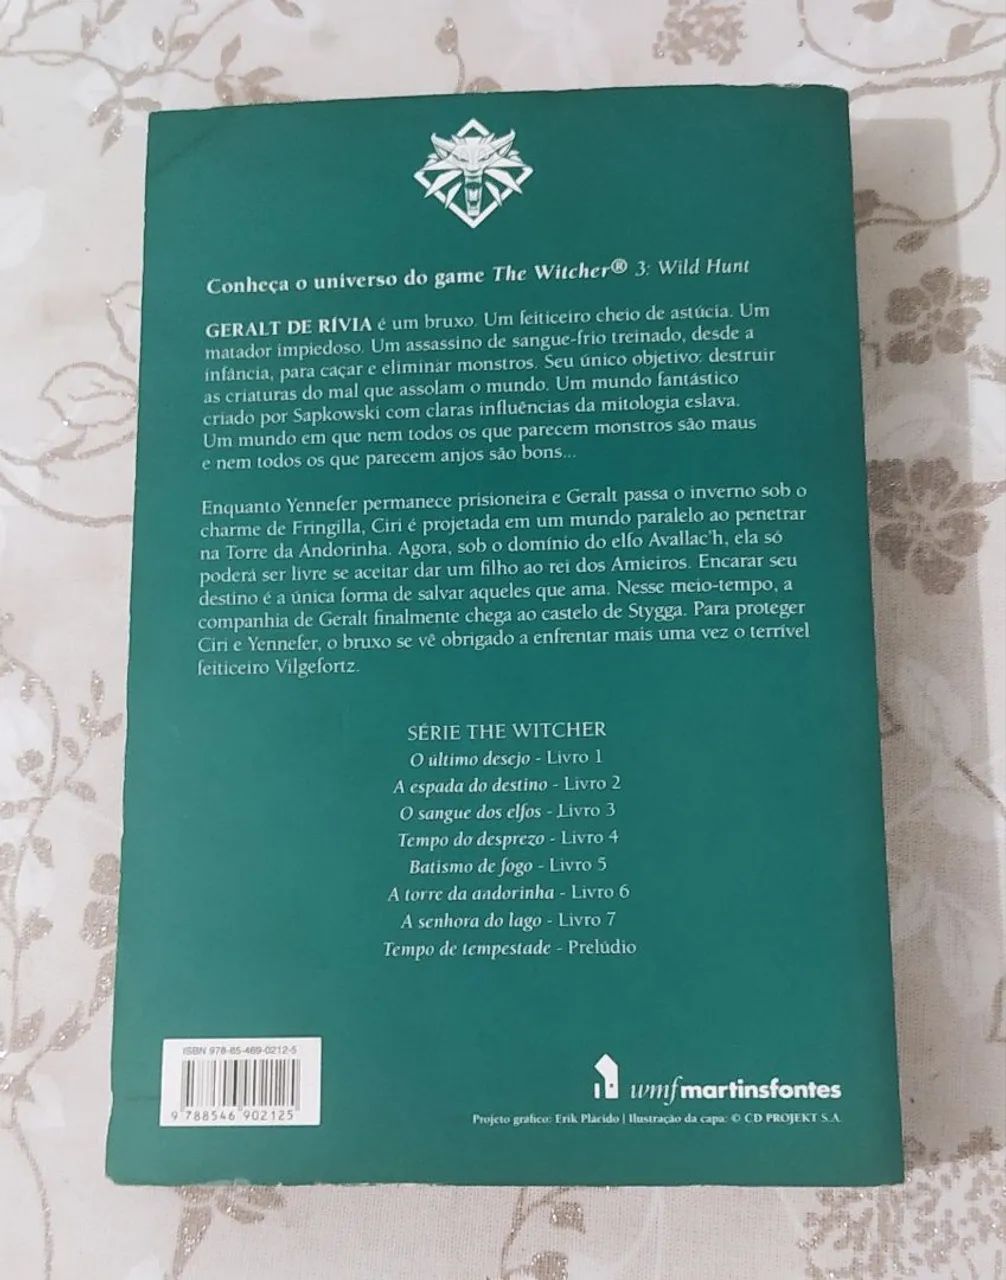 Conheça o universo do game The Witcher® 3: Wild Hunt
GERALT DE RÍVIA é um bruxo. Um feiticeiro cheio de astúcia. Um
matador impiedoso. Um assassino de sangue-frio treinado, desde a
infância, para caçar e eliminar monstros. Seu único objetivo: destruir
as criaturas do mal que assolam o mundo. Um mundo fantástico
criado por Sapkowski com claras influências da mitologia eslava.
Um mundo em que nem todos os que parecem monstros são maus
e nem todos os que parecem anjos são bons...
Enquanto Yennefer permanece prisioneira e Geralt passa o inverno sob o
charme de Fringilla, Ciri é projetada em um mundo paralelo ao penetrar
na Torre da Andorinha. Agora, sob o domínio do elfo Avallac'h, ela só
poderá ser livre se aceitar dar um filho ao rei dos Amieiros. Encarar seu
destino é a única forma de salvar aqueles que ama. Nesse meio-tempo, a
companhia de Geralt finalmente chega ao castelo de Stygga. Para proteger
Ciri e Yennefer, o bruxo se vê obrigado a enfrentar mais uma vez o terrível
feiticeiro Vilgefortz.
SÉRIE THE WITCHER
O último desejo - Livro 1
A espada do destino - Livro 2
O sangue dos elfos - Livro 3
Tempo do desprezo - Livro 4
Batismo de fogo - Livro 5
A torre da andorinha - Livro 6
A senhora do lago - Livro 7
Tempo de tempestade - Prelúdio
ISBN 978-85-469-0212-5
9 788546 902125
wmfmartinsfontes
Projeto gráfico: Erik Plácido | Ilustração da capa: © CD PROJEKT S.A.